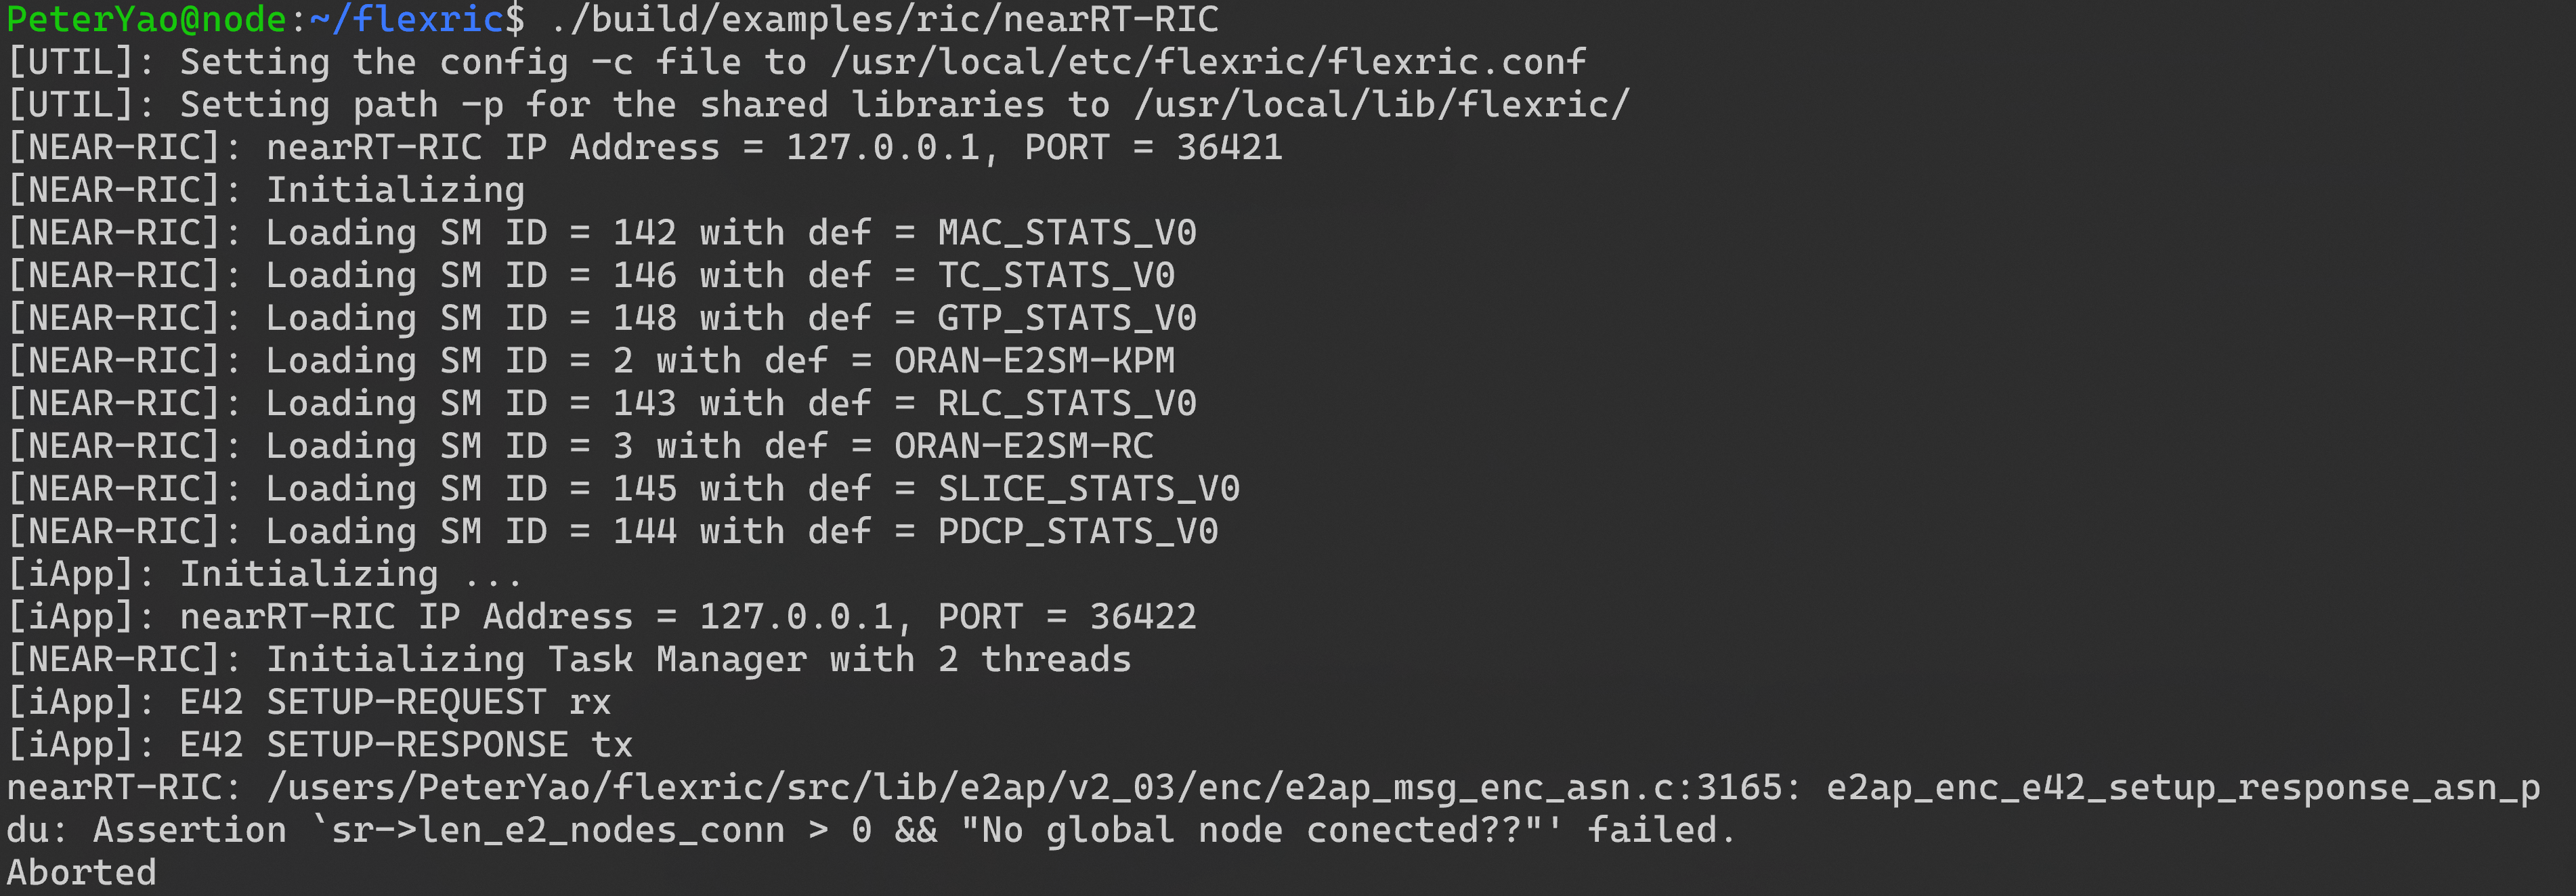 PeterYao@node:~/flexric$ ./build/examples/ric/nearRT-RIC
[UTIL]: Setting the config -c file to /usr/local/etc/flexric/flexric.conf
[UTIL]: Setting path -p for the shared libraries to /usr/local/lib/flexric/
[NEAR-RIC]: nearRT-RIC IP Address = 127.0.0.1, PORT = 36421
[NEAR-RIC]: Initializing
[NEAR-RIC]: Loading SM ID = 142 with def = MAC_STATS_V0
[NEAR-RIC]: Loading SM ID = 146 with def = TC_STATS_V0
[NEAR-RIC]: Loading SM ID = 148 with def = GTP_STATS_V0
[NEAR-RIC]: Loading SM ID = 2 with def = ORAN-E2SM-KPM
[NEAR-RIC]: Loading SM ID = 143 with def = RLC_STATS_V0
[NEAR-RIC]: Loading SM ID = 3 with def = ORAN-E2SM-RC
[NEAR-RIC]: Loading SM ID = 145 with def = SLICE_STATS_V0
[NEAR-RIC]: Loading SM ID = 144 with def = PDCP_STATS_V0
[iApp]: Initializing ...
[iApp]: nearRT-RIC IP Address = 127.0.0.1, PORT = 36422
[NEAR-RIC]: Initializing Task Manager with 2 threads
[iApp]: E42 SETUP-REQUEST rx
[iApp]: E42 SETUP-RESPONSE tx
nearRT-RIC: /users/PeterYao/flexric/src/lib/e2ap/v2_03/enc/e2ap_msg_enc_asn.c:3165: e2ap_enc_e42_setup_response_asn_p
du: Assertion `sr->len_e2_nodes_conn > 0 && "No global node conected??"' failed.
Aborted